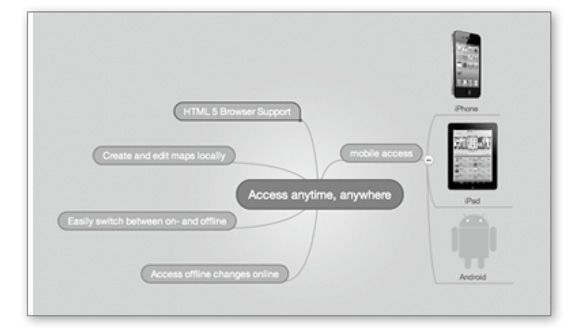 HTML 5 Browser Support
Create and edit maps locally
Easily switch between on- and offline
Access offline changes online
Access anytime, anywhere
mobile access
iPhone
iPad
Android